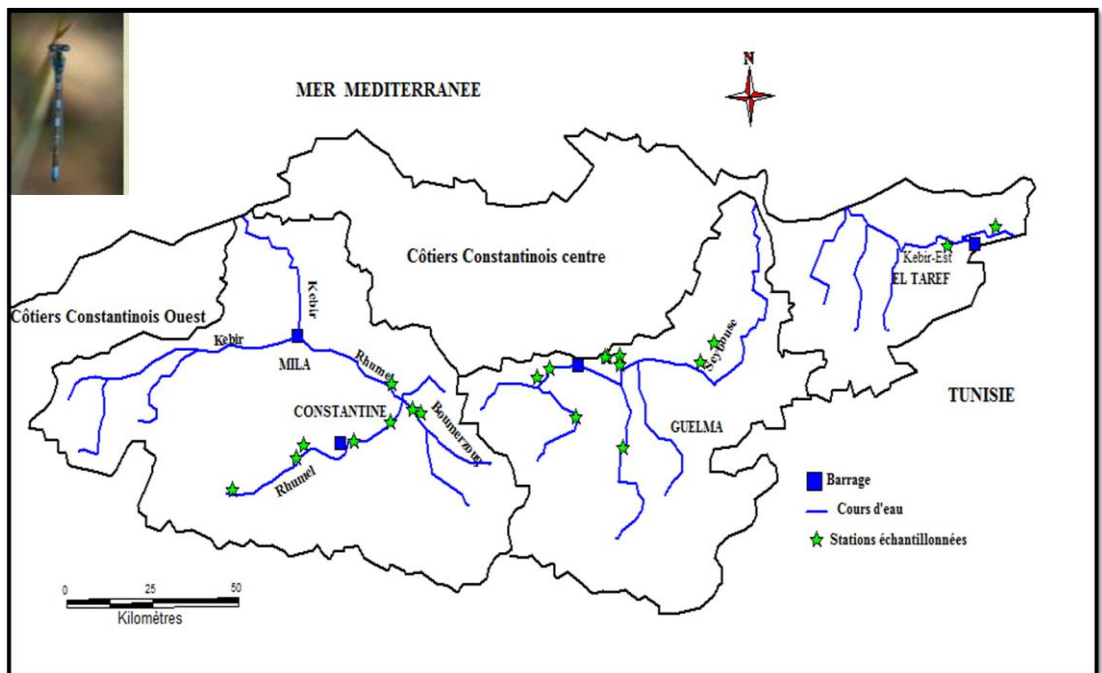 N
MER MEDITERRANEE
Côtiers Constantinois centre
Kebir-Est
EL TAREF
Kebir
Côtiers Constantinois Ouest
Kebir
Seybouse
MILA
Rhumel
TUNISIE
CONSTANTINE
Boumerzoug
GUELMA
Rhumel
Barrage
Cours d'eau
Stations échantillonnées
0 25 50
Kilomètres